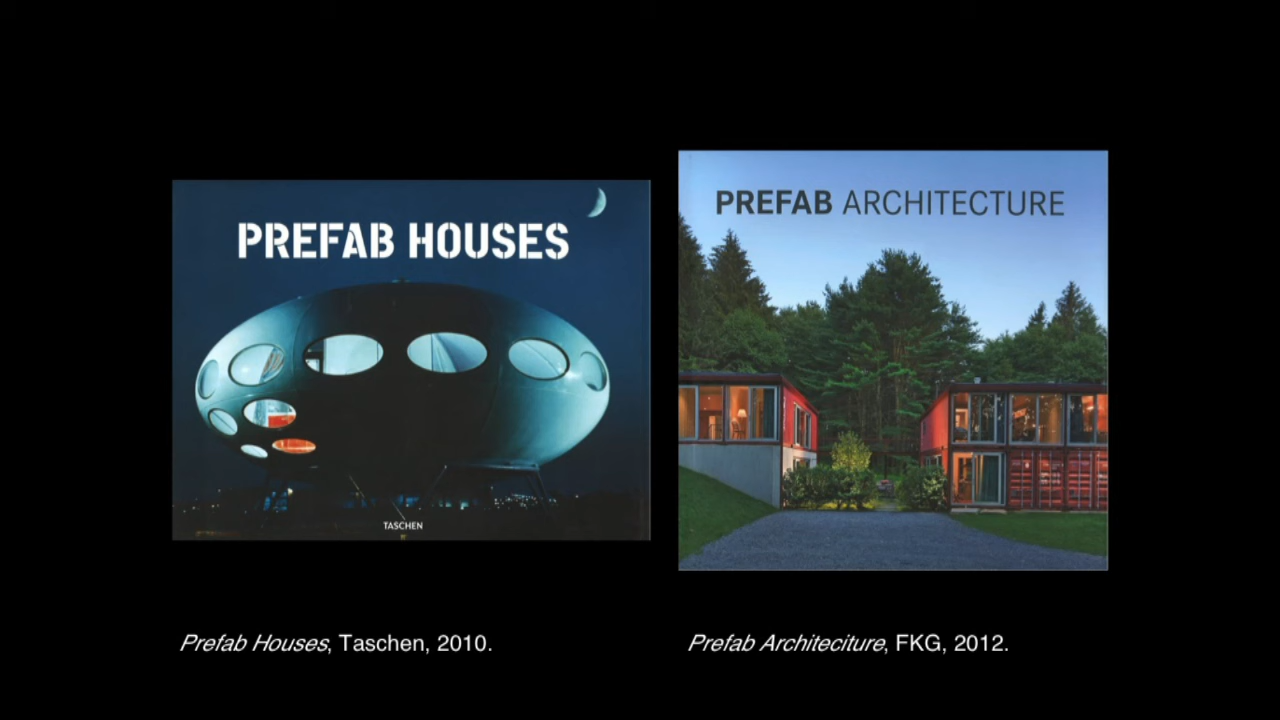 PREFAB HOUSES
TASCHEN
PREFAB ARCHITECTURE
Prefab Houses, Taschen, 2010.
Prefab Architeciture, FKG, 2012.